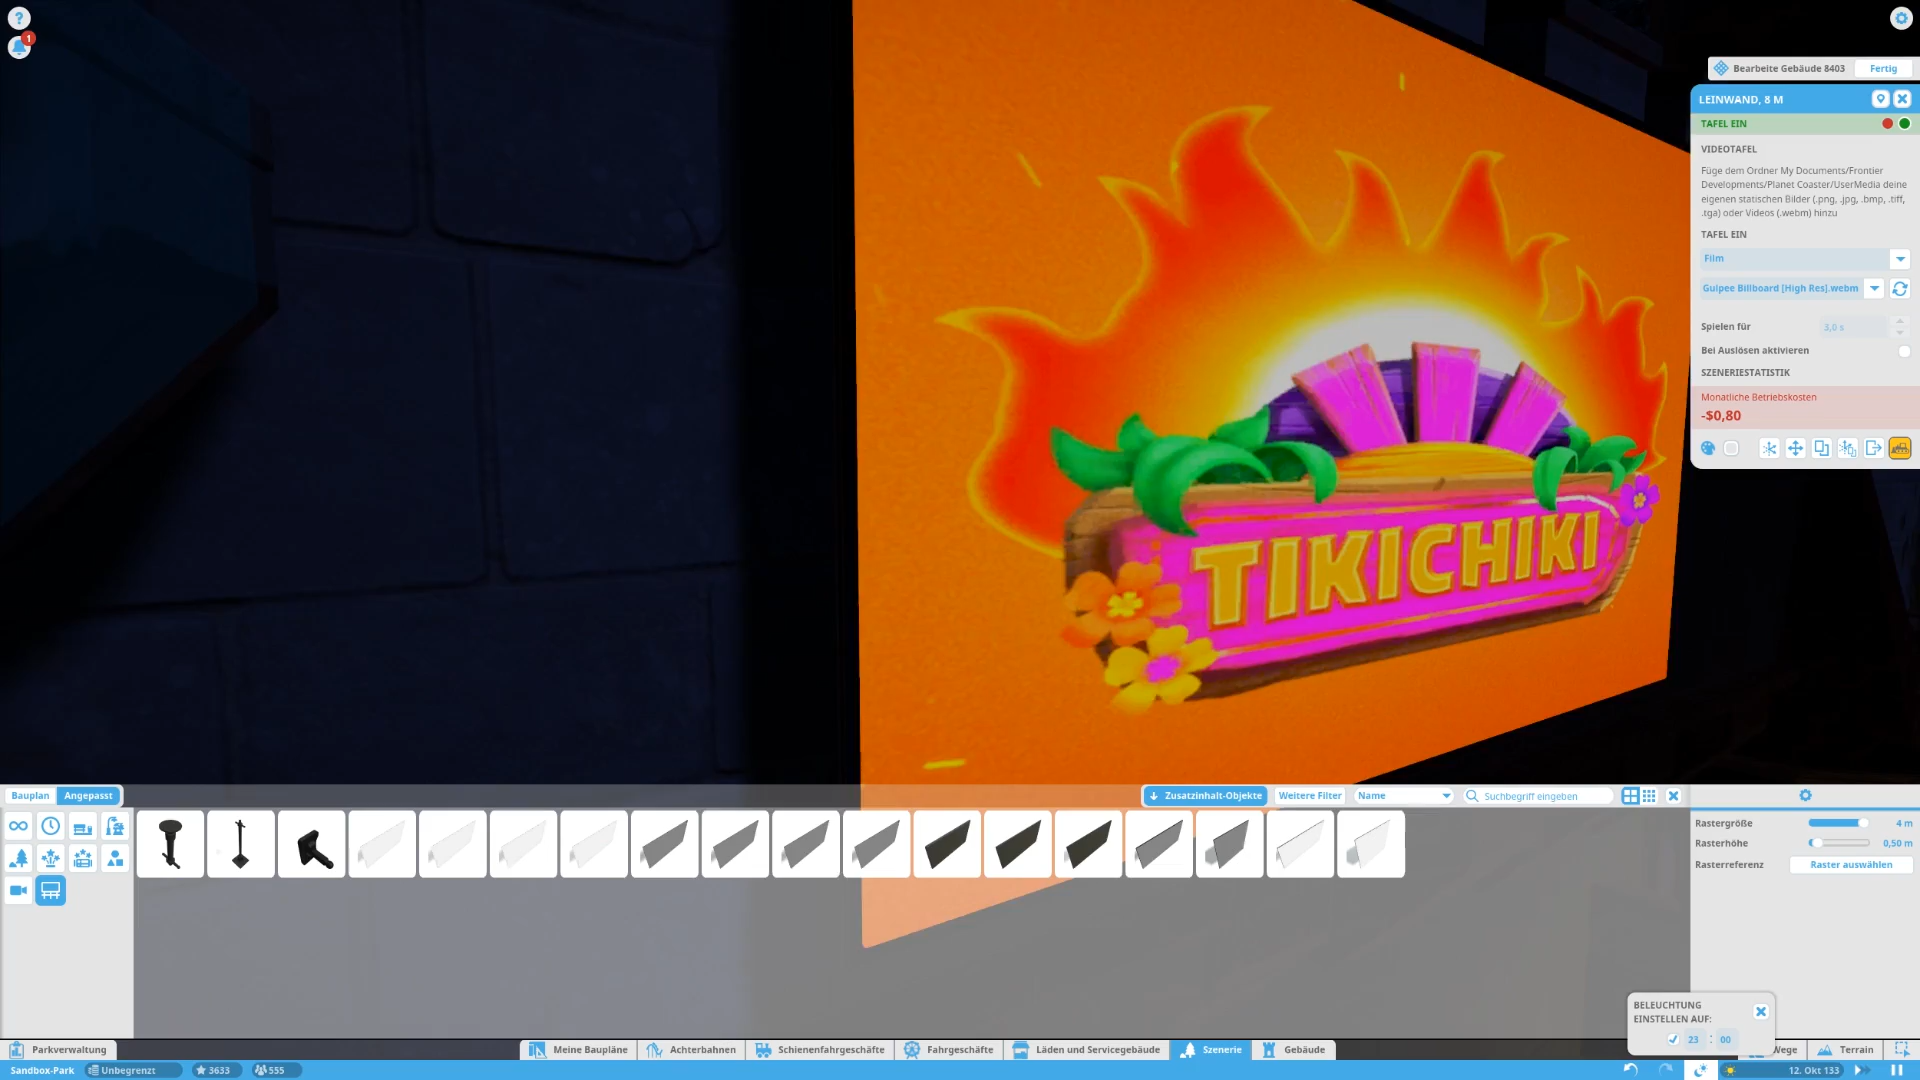 ?
1
Bearbeite Gebäude 8403
Fertig
LEINWAND, 8 M
TAFEL EIN
VIDEOTAFEL
Füge dem Ordner My Documents/Frontier
Developments/Planet Coaster/UserMedia deine
eigenen statischen Bilder (.png, .jpg, .bmp, .tiff,
.tga) oder Videos (.webm) hinzu
TAFEL EIN
Film
Gulpee Billboard [High Res].webm
Spielen für
3,0 s
Bei Auslösen aktivieren
SZENERIESTATISTIK
Monatliche Betriebskosten
-$0,80
TIKICHIKI
Bauplan
Angepasst
Zusatzinhalt-Objekte
Weitere Filter
Name
Suchbegriff eingeben
Rastergröße
4 m
Rasterhöhe
0,50 m
Rasterreferenz
Raster auswählen
BELEUCHTUNG
EINSTELLEN AUF:
23 : 00
Parkverwaltung
Meine Baupläne
Achterbahnen
Schienenfahrgeschäfte
Fahrgeschäfte
Läden und Servicegebäude
Szenerie
Gebäude
Wege
Terrain
Sandbox-Park
Unbegrenzt
3633
555
12. Okt 133